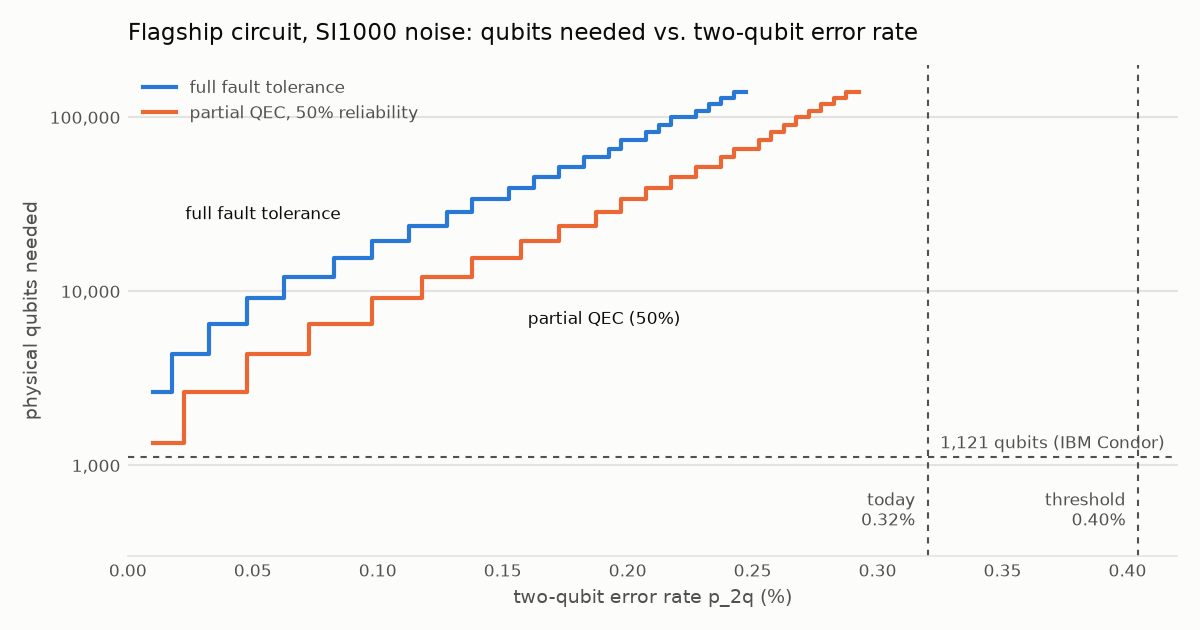 Flagship circuit, SI1000 noise: qubits needed vs. two-qubit error rate
full fault tolerance
partial QEC, 50% reliability
physical qubits needed
100,000
10,000
1,000
full fault tolerance
partial QEC (50%)
1,121 qubits (IBM Condor)
today
0.32%
threshold
0.40%
0.00 0.05 0.10 0.15 0.20 0.25 0.30 0.35 0.40
two-qubit error rate p_2q (%)